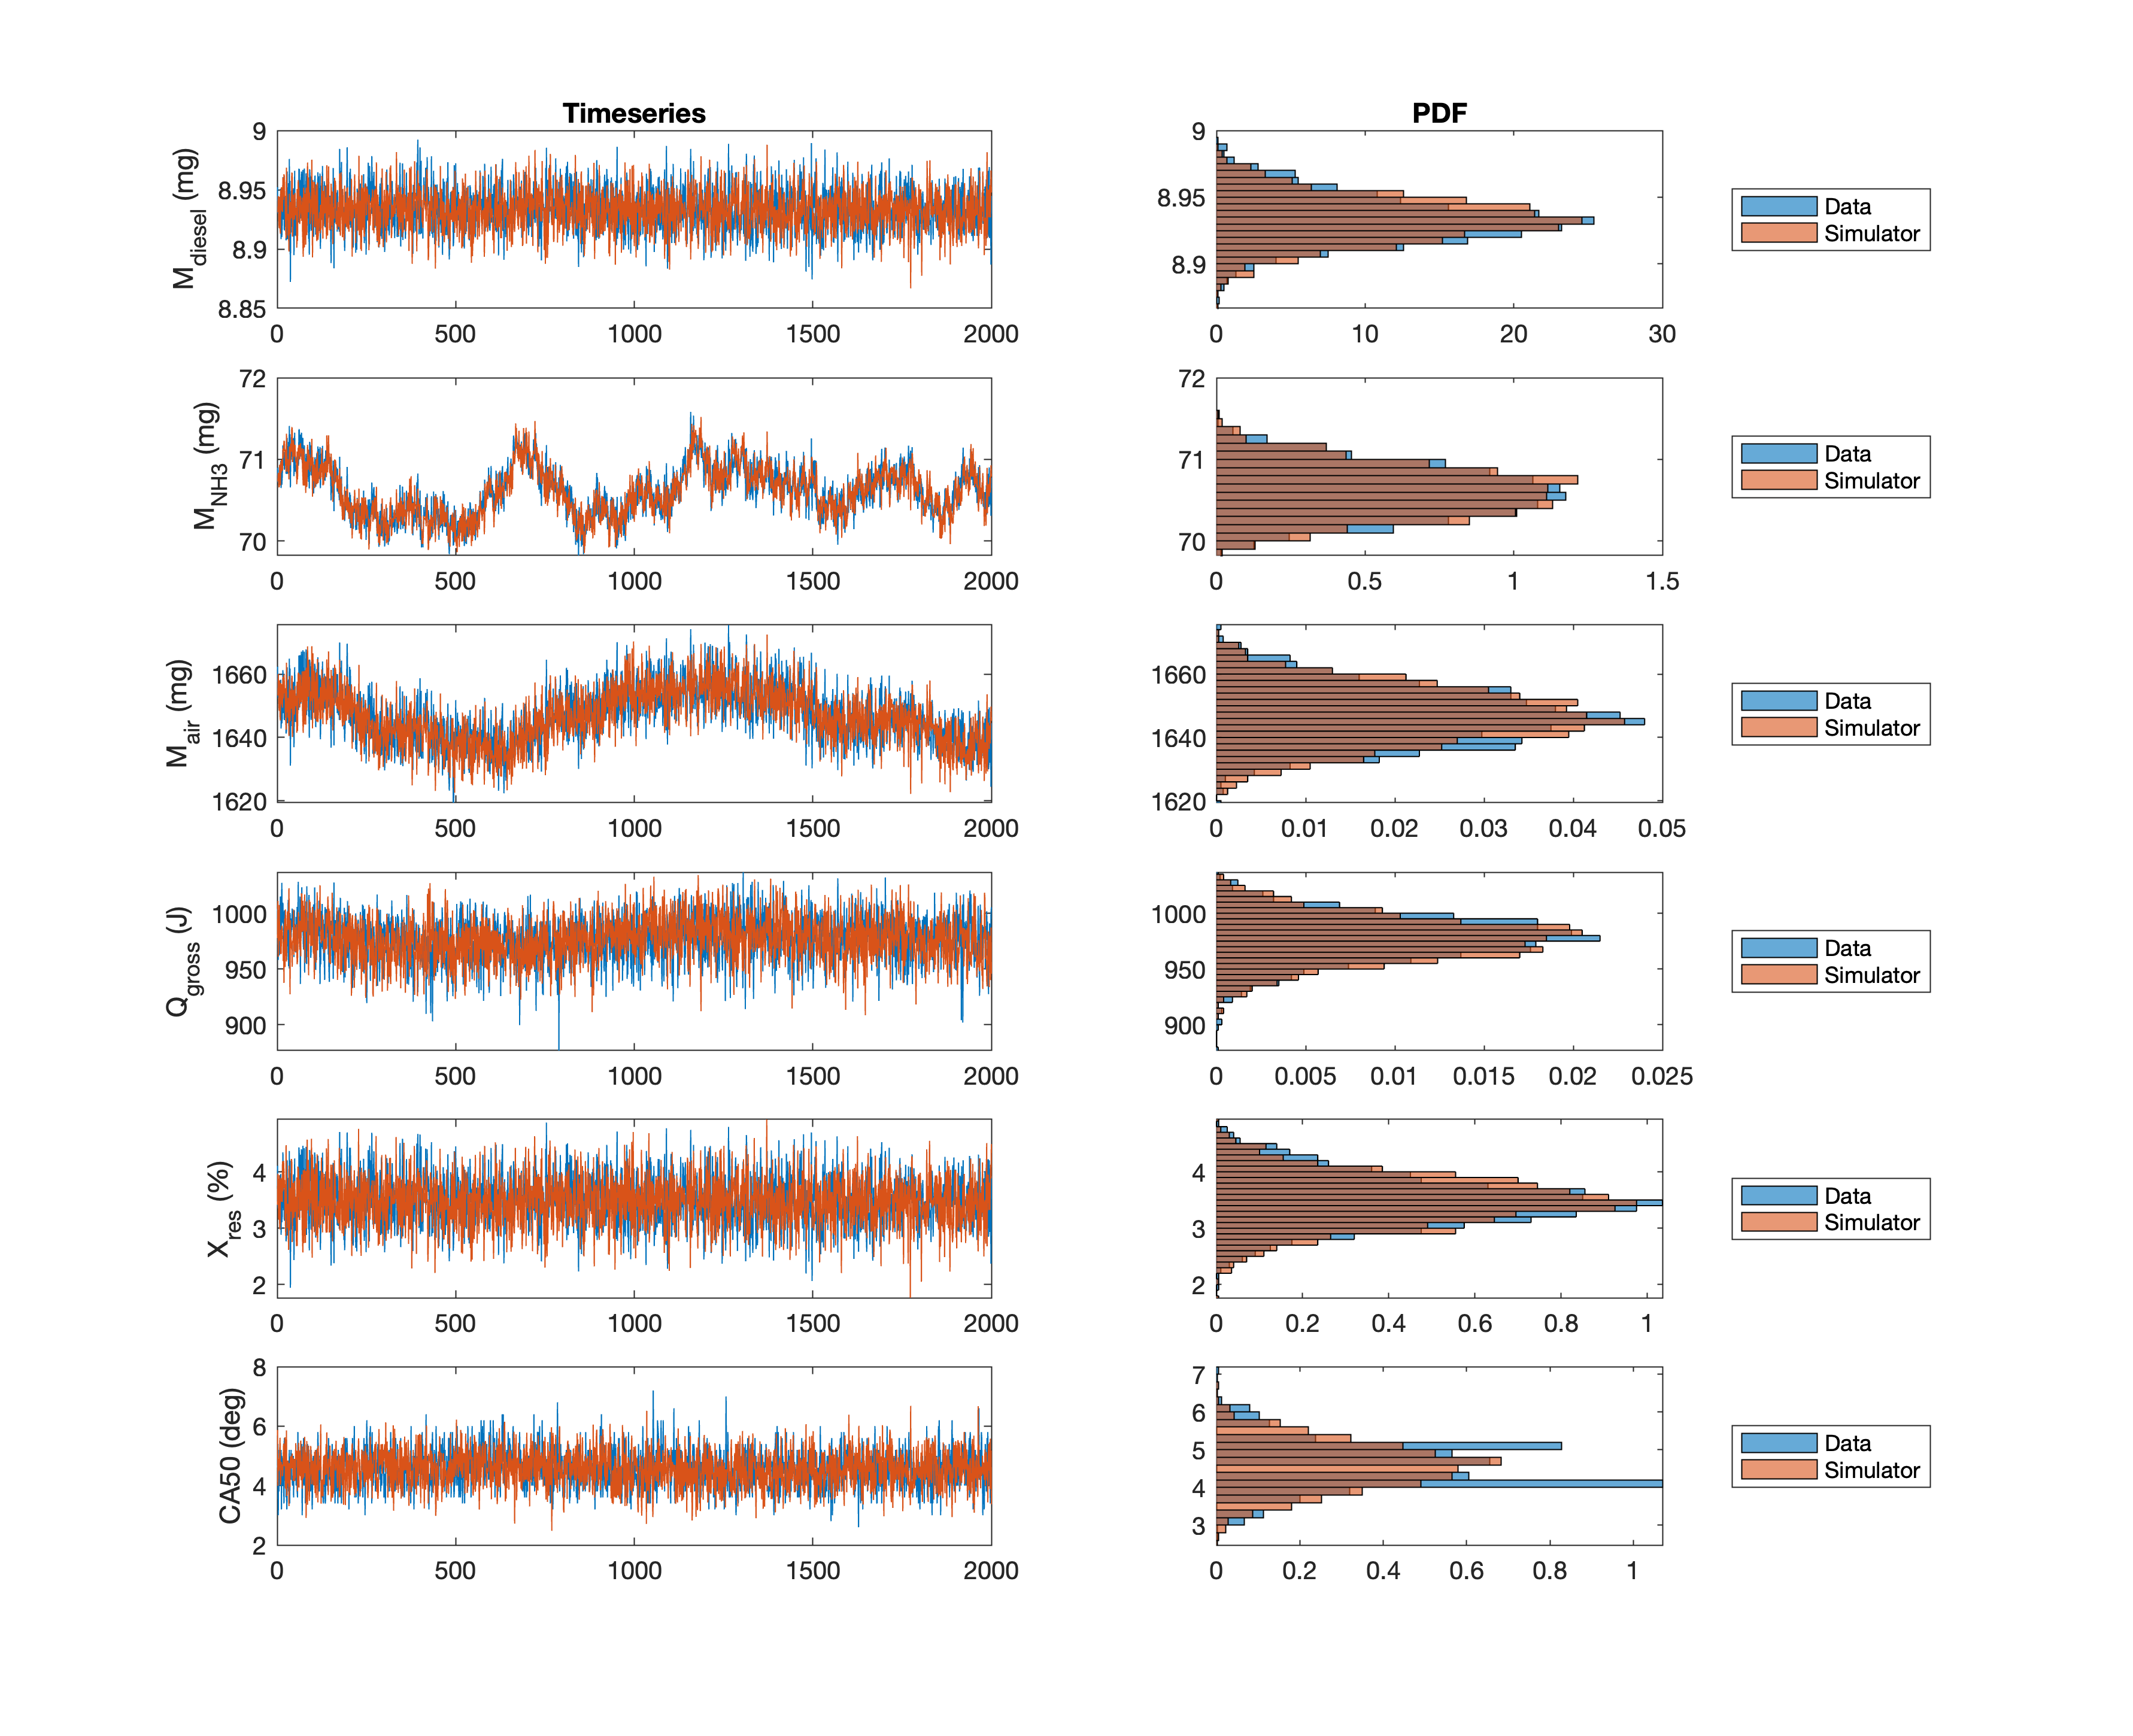 Timeseries PDF
M_diesel (mg) 9 8.95 8.9 8.85 9 8.95 8.9 Data Simulator
0 500 1000 1500 2000 0 10 20 30
M_NH3 (mg) 72 71 70 72 71 70 Data Simulator
0 500 1000 1500 2000 0 0.5 1 1.5
M_air (mg) 1660 1640 1620 1660 1640 1620 Data Simulator
0 500 1000 1500 2000 0 0.01 0.02 0.03 0.04 0.05
Q_gross (J) 1000 950 900 1000 950 900 Data Simulator
0 500 1000 1500 2000 0 0.005 0.01 0.015 0.02 0.025
X_res (%) 4 3 2 4 3 2 Data Simulator
0 500 1000 1500 2000 0 0.2 0.4 0.6 0.8 1
CA50 (deg) 8 6 4 2 7 6 5 4 3 Data Simulator
0 500 1000 1500 2000 0 0.2 0.4 0.6 0.8 1